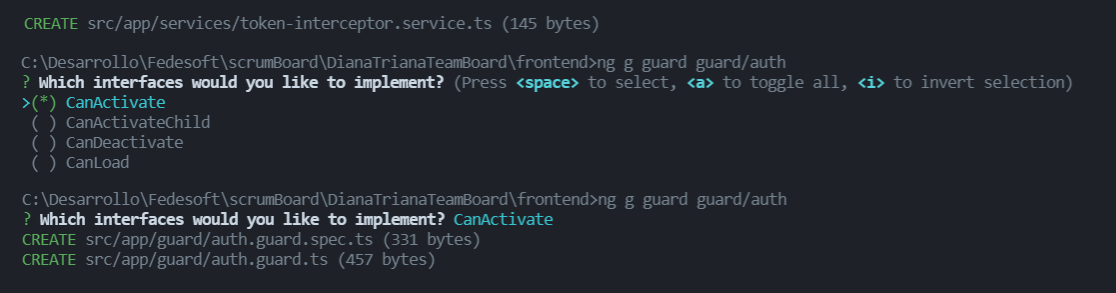 CREATE src/app/services/token-interceptor.service.ts (145 bytes)
C:\Desarrollo\Fedesoft\scrumBoard\DianaTrianaTeamBoard\frontend>ng g guard guard/auth
? Which interfaces would you like to implement? (Press <space> to select, <a> to toggle all, <i> to invert selection)
>(*) CanActivate
( ) CanActivateChild
( ) CanDeactivate
( ) CanLoad
C:\Desarrollo\Fedesoft\scrumBoard\DianaTrianaTeamBoard\frontend>ng g guard guard/auth
? Which interfaces would you like to implement? CanActivate
CREATE src/app/guard/auth.guard.spec.ts (331 bytes)
CREATE src/app/guard/auth.guard.ts (457 bytes)